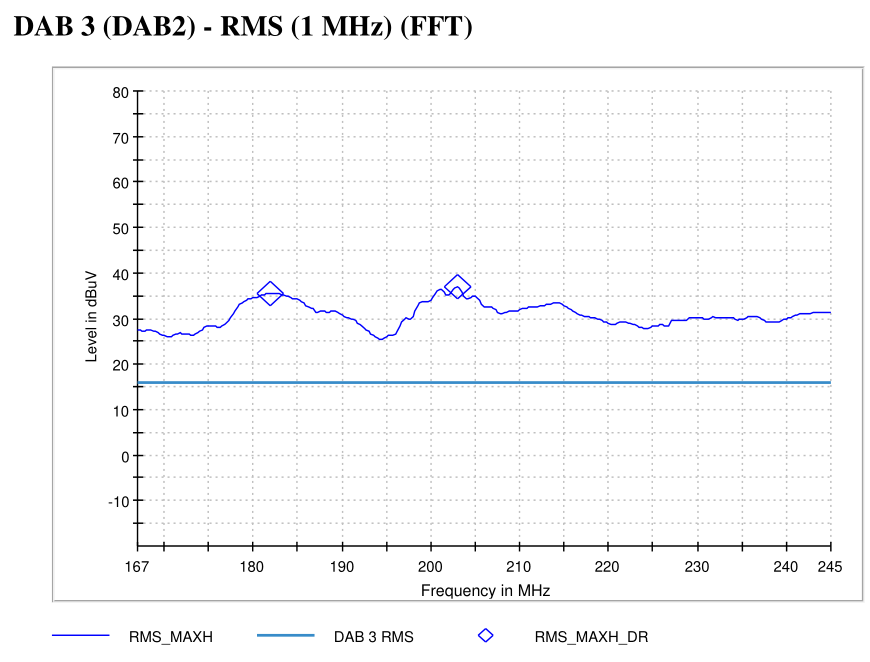 DAB 3 (DAB2) - RMS (1 MHz) (FFT)
80
70
60
50
40
30
20
10
0
-10
Level in dBuV
167 180 190 200 210 220 230 240 245
Frequency in MHz
RMS_MAXH DAB 3 RMS RMS_MAXH_DR